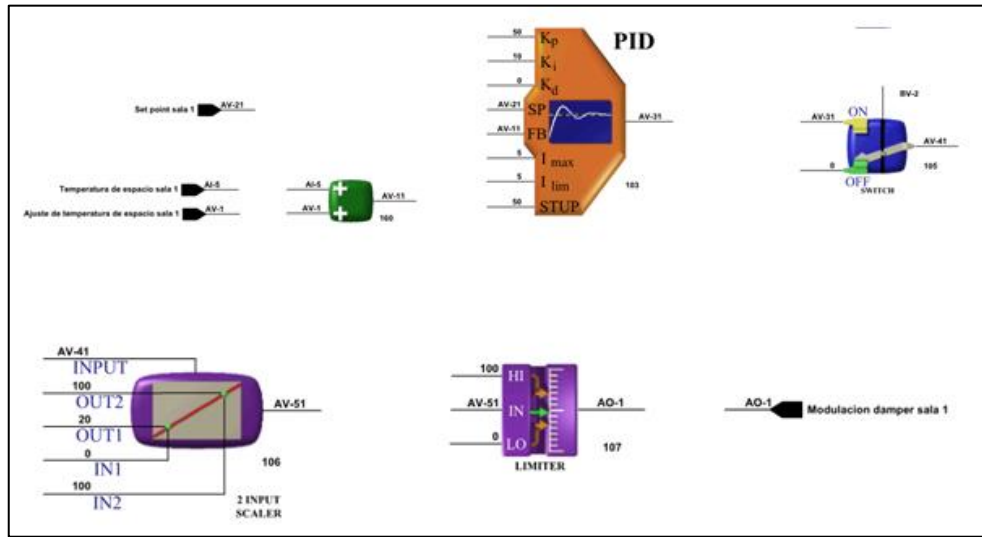 Set point sala 1 AV-21
Temperatura de espacio sala 1 AI-5
Ajuste de temperatura de espacio sala 1 AV-1
AI-5
AV-1
AV-11
160
PID
50 Kp
10 Ki
0 Kd
AV-21 SP
AV-11 FB
5 I max
5 I lim
50 STUP
AV-31
103
BV-2
AV-31 ON
0 OFF
AV-41
105
SWITCH
AV-41
INPUT
100
OUT2
20
OUT1
0
IN1
100
IN2
AV-51
106
2 INPUT
SCALER
100 HI
AV-51 IN
0 LO
AO-1
107
LIMITER
AO-1 Modulacion damper sala 1